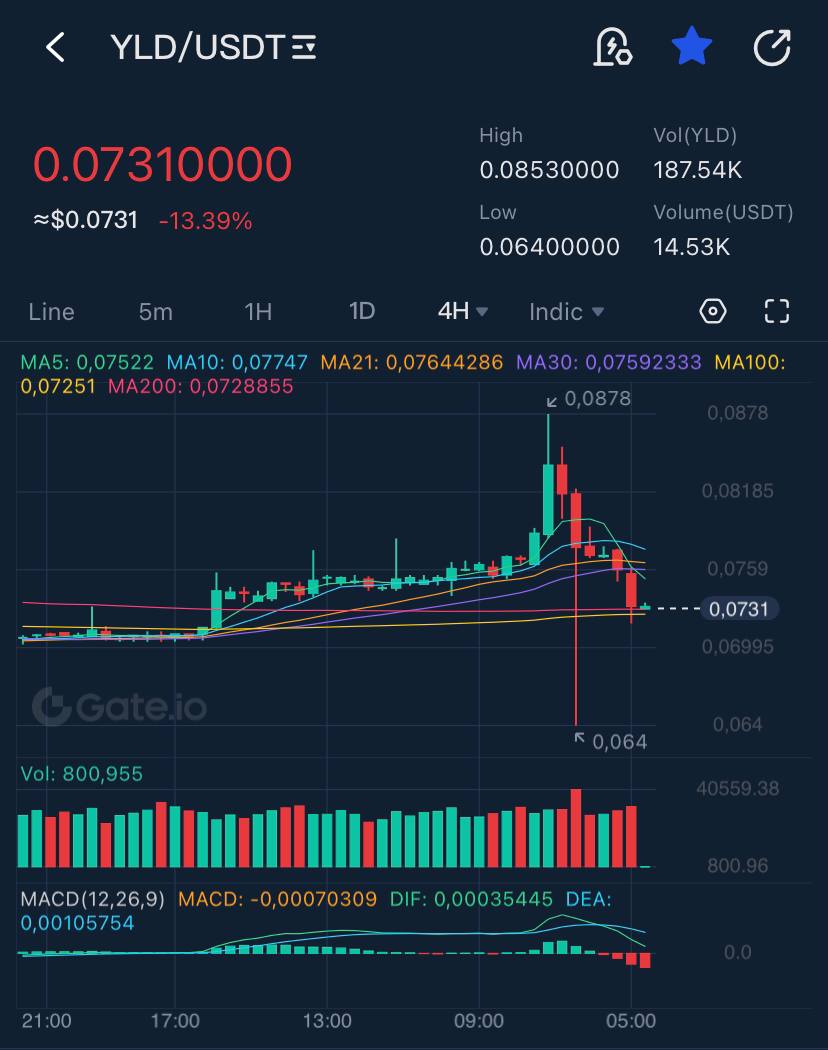 YLD/USDT
High Vol(YLD)
0.07310000 0.08530000 187.54K
Low Volume(USDT)
≈$0.0731 -13.39% 0.06400000 14.53K
Line 5m 1H 1D 4H Indic
MA5: 0,07522 MA10: 0,07747 MA21: 0,07644286 MA30: 0,07592333 MA100:
0,07251 MA200: 0,0728855
0,0878
0,0878
0,08185
0,0759
0,0731
0,06995
Gate.io
0,064
0,064
Vol: 800,955
40559.38
800.96
MACD(12,26,9) MACD: -0,00070309 DIF: 0,00035445 DEA:
0,00105754
0.0
21:00 17:00 13:00 09:00 05:00